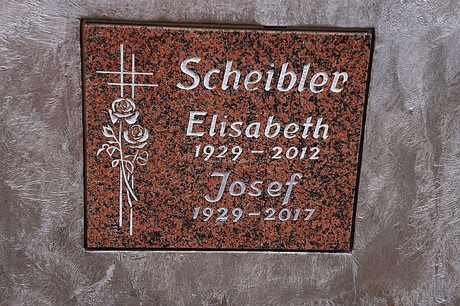 Scheibler
Elisabeth
1929 - 2012
Josef
1929 - 2017